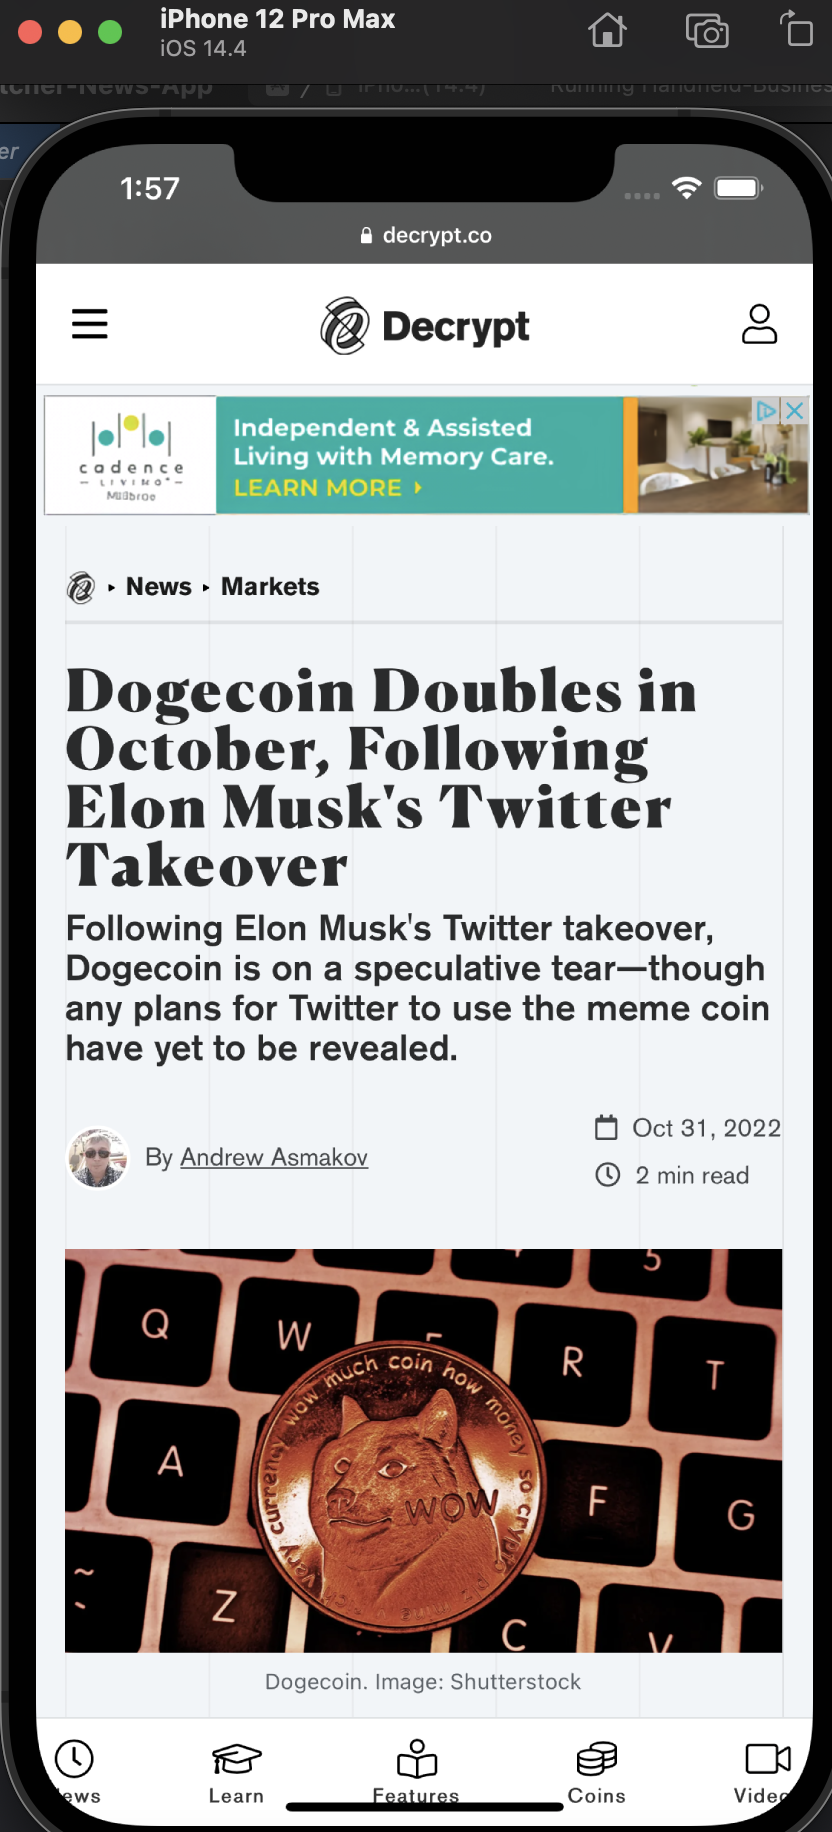 iPhone 12 Pro Max
iOS 14.4
1:57
decrypt.co
Decrypt
cadence
LIVING
Millbrae
Independent & Assisted
Living with Memory Care.
LEARN MORE
News ▸ Markets
Dogecoin Doubles in
October, Following
Elon Musk's Twitter
Takeover
Following Elon Musk's Twitter takeover,
Dogecoin is on a speculative tear—though
any plans for Twitter to use the meme coin
have yet to be revealed.
By Andrew Asmakov
Oct 31, 2022
2 min read
5
Q W R T
A F G
Z C V
very currency wow much coin how money so crypto
WOW
Dogecoin. Image: Shutterstock
ews Learn Features Coins Video